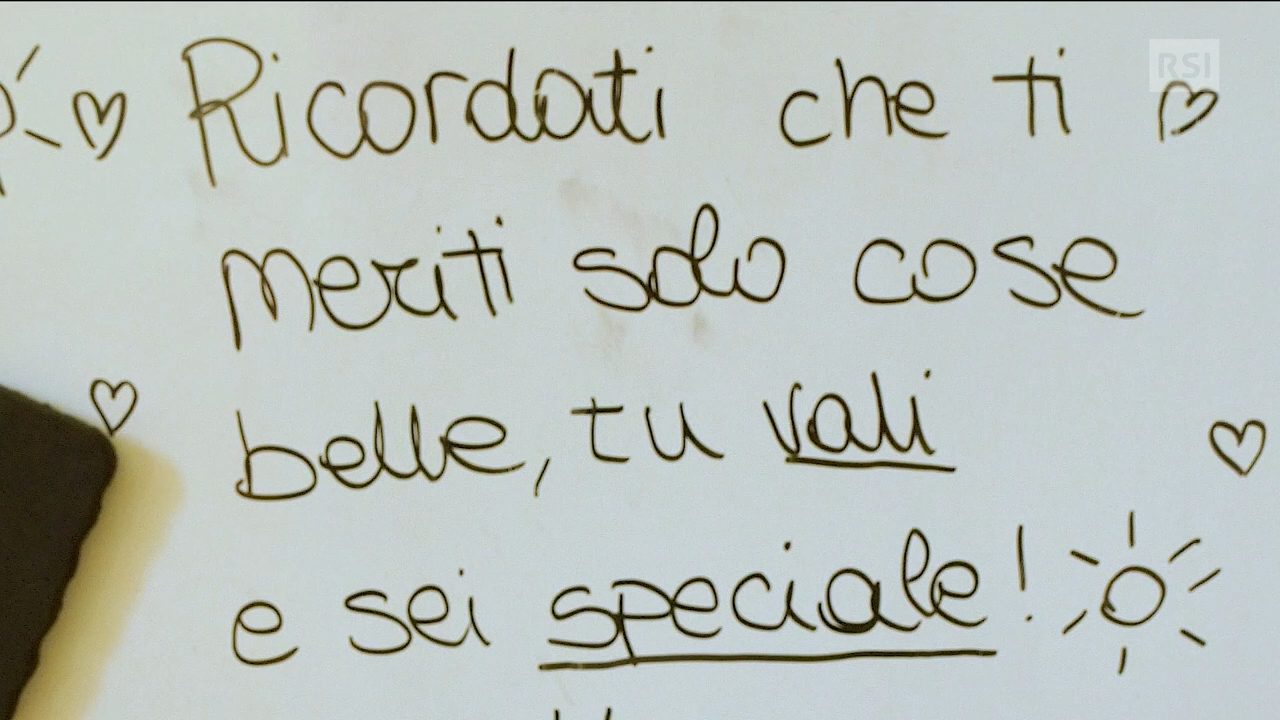 RSI
Ricordati che ti
meriti solo cose
belle, tu vali
e sei speciale!